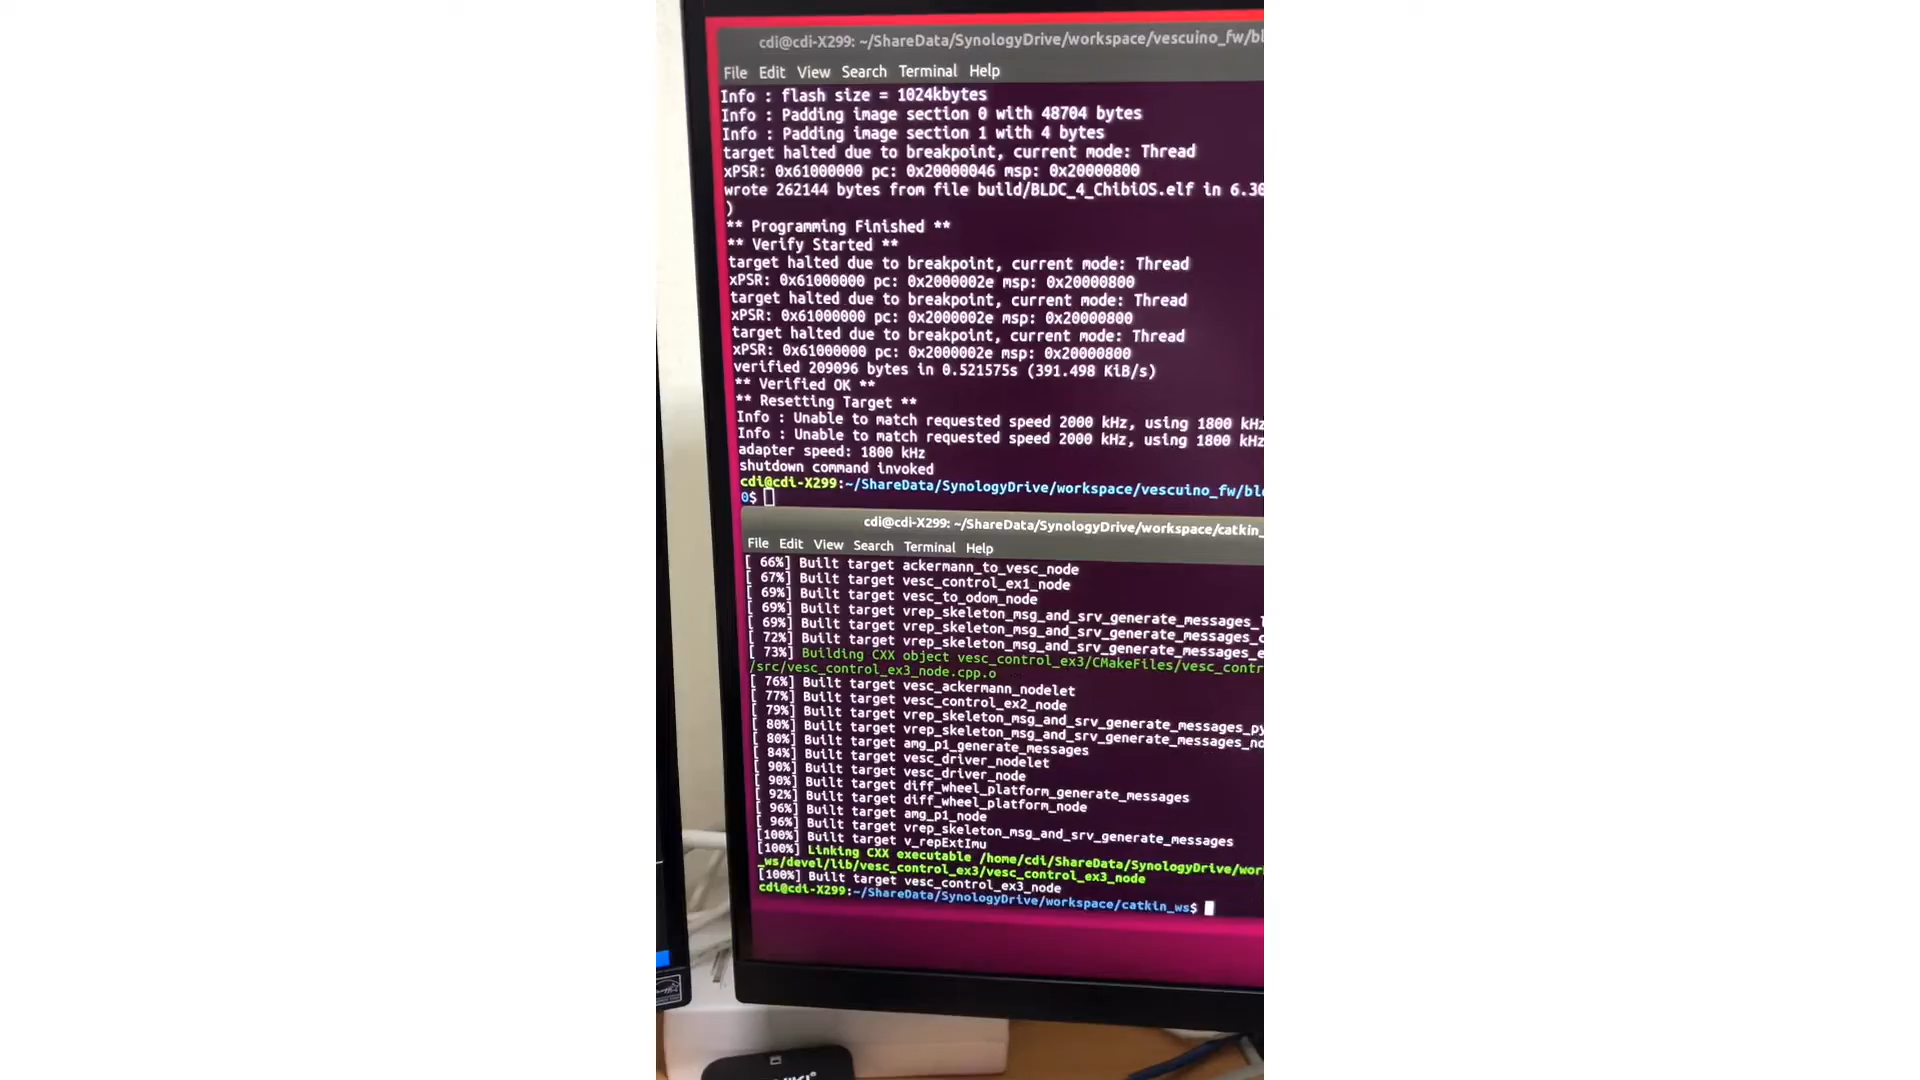 cdi@cdi-X299: ~/ShareData/SynologyDrive/workspace/vescuino_fw/bl
File Edit View Search Terminal Help
Info : flash size = 1024kbytes
Info : Padding image section 0 with 48704 bytes
Info : Padding image section 1 with 4 bytes
target halted due to breakpoint, current mode: Thread
xPSR: 0x61000000 pc: 0x20000046 msp: 0x20000800
wrote 262144 bytes from file build/BLDC_4_ChibiOS.elf in 6.30
)
** Programming Finished **
** Verify Started **
target halted due to breakpoint, current mode: Thread
xPSR: 0x61000000 pc: 0x2000002e msp: 0x20000800
target halted due to breakpoint, current mode: Thread
xPSR: 0x61000000 pc: 0x2000002e msp: 0x20000800
target halted due to breakpoint, current mode: Thread
xPSR: 0x61000000 pc: 0x2000002e msp: 0x20000800
verified 209096 bytes in 0.521575s (391.498 KiB/s)
** Verified OK **
** Resetting Target **
Info : Unable to match requested speed 2000 kHz, using 1800 kHz
Info : Unable to match requested speed 2000 kHz, using 1800 kHz
adapter speed: 1800 kHz
shutdown command invoked
cdi@cdi-X299:~/ShareData/SynologyDrive/workspace/vescuino_fw/bl
0$
cdi@cdi-X299: ~/ShareData/SynologyDrive/workspace/catkin_
File Edit View Search Terminal Help
[ 66%] Built target ackermann_to_vesc_node
[ 67%] Built target vesc_control_ex1_node
[ 69%] Built target vesc_to_odom_node
[ 69%] Built target vrep_skeleton_msg_and_srv_generate_messages_
[ 69%] Built target vrep_skeleton_msg_and_srv_generate_messages_
[ 72%] Built target vrep_skeleton_msg_and_srv_generate_messages_e
[ 73%] Building CXX object vesc_control_ex3/CMakeFiles/vesc_contr
/src/vesc_control_ex3_node.cpp.o
[ 76%] Built target vesc_ackermann_nodelet
[ 77%] Built target vesc_control_ex2_node
[ 79%] Built target vrep_skeleton_msg_and_srv_generate_messages_py
[ 80%] Built target vrep_skeleton_msg_and_srv_generate_messages_no
[ 80%] Built target amg_p1_generate_messages
[ 84%] Built target vesc_driver_nodelet
[ 90%] Built target vesc_driver_node
[ 90%] Built target diff_wheel_platform_generate_messages
[ 92%] Built target diff_wheel_platform_node
[ 96%] Built target amg_p1_node
[ 96%] Built target vrep_skeleton_msg_and_srv_generate_messages
[100%] Built target v_repExtImu
[100%] Linking CXX executable /home/cdi/ShareData/SynologyDrive/wor
_ws/devel/lib/vesc_control_ex3/vesc_control_ex3_node
[100%] Built target vesc_control_ex3_node
cdi@cdi-X299:~/ShareData/SynologyDrive/workspace/catkin_ws$